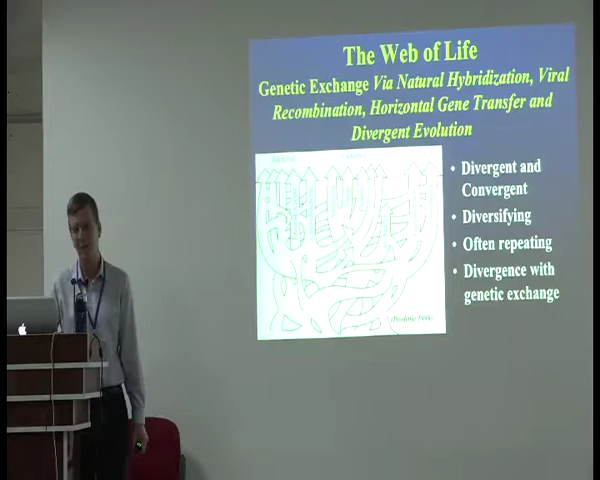 The Web of Life
Genetic Exchange Via Natural Hybridization, Viral
Recombination, Horizontal Gene Transfer and
Divergent Evolution
• Divergent and
Convergent
• Diversifying
• Often repeating
• Divergence with
genetic exchange